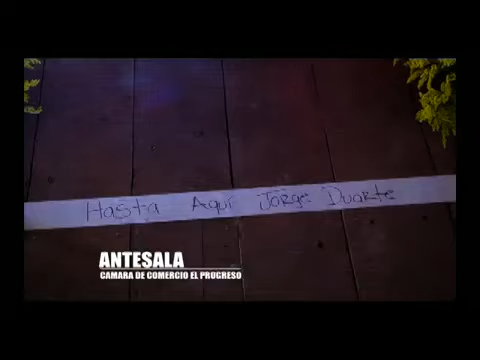 Hasta Aquí Jorge Duarte
ANTESALA
CAMARA DE COMERCIO EL PROGRESO